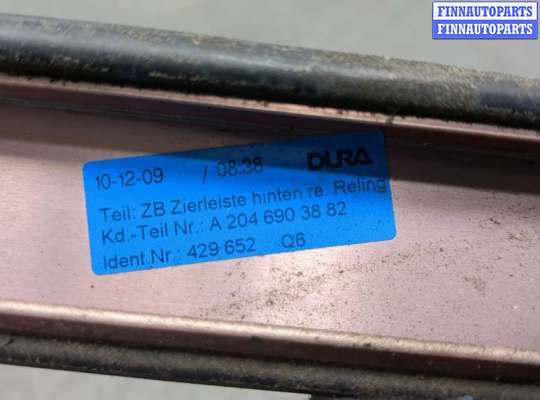 FINNAUTOPARTS
FINNAUTOPARTS
10-12-09 / 08:38 DURA
Teil: ZB Zierleiste hinten re. Reling
Kd.-Teil Nr.: A 204 690 38 82
Ident.Nr.: 429 652 Q6